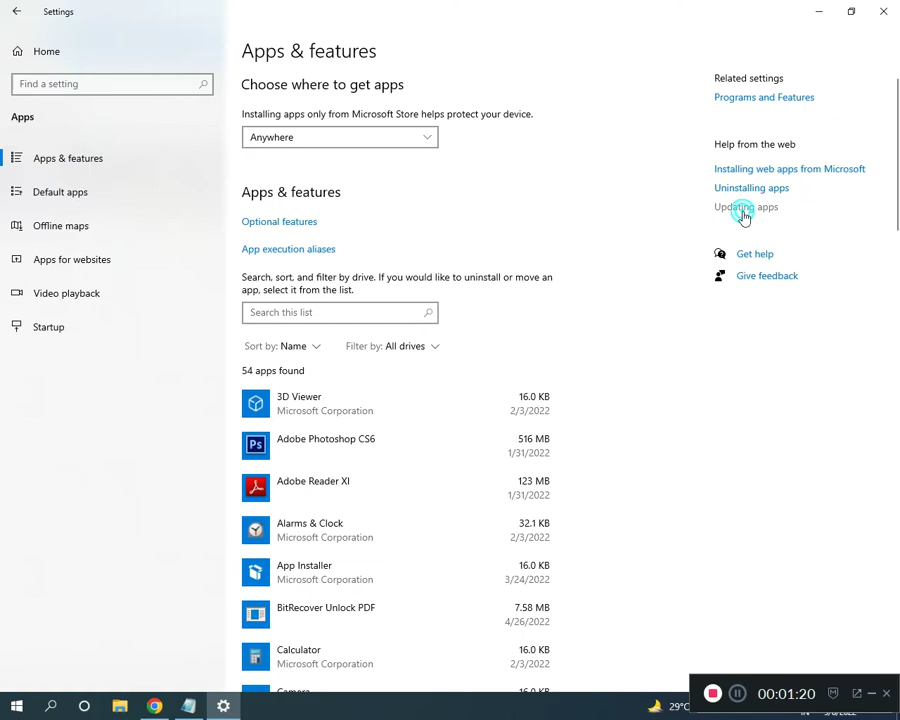 Settings
Home
Find a setting
Apps
Apps & features
Default apps
Offline maps
Apps for websites
Video playback
Startup
Apps & features
Choose where to get apps
Installing apps only from Microsoft Store helps protect your device.
Anywhere
Apps & features
Optional features
App execution aliases
Search, sort, and filter by drive. If you would like to uninstall or move an
app, select it from the list.
Search this list
Sort by: Name
Filter by: All drives
54 apps found
3D Viewer
16.0 KB
Microsoft Corporation
2/3/2022
Ps
Adobe Photoshop CS6
516 MB
1/31/2022
Adobe Reader XI
123 MB
1/31/2022
Alarms & Clock
32.1 KB
Microsoft Corporation
2/3/2022
App Installer
16.0 KB
Microsoft Corporation
3/24/2022
BitRecover Unlock PDF
7.58 MB
4/26/2022
Calculator
16.0 KB
Microsoft Corporation
2/3/2022
Related settings
Programs and Features
Help from the web
Installing web apps from Microsoft
Uninstalling apps
Updating apps
Get help
Give feedback
00:01:20
29°C